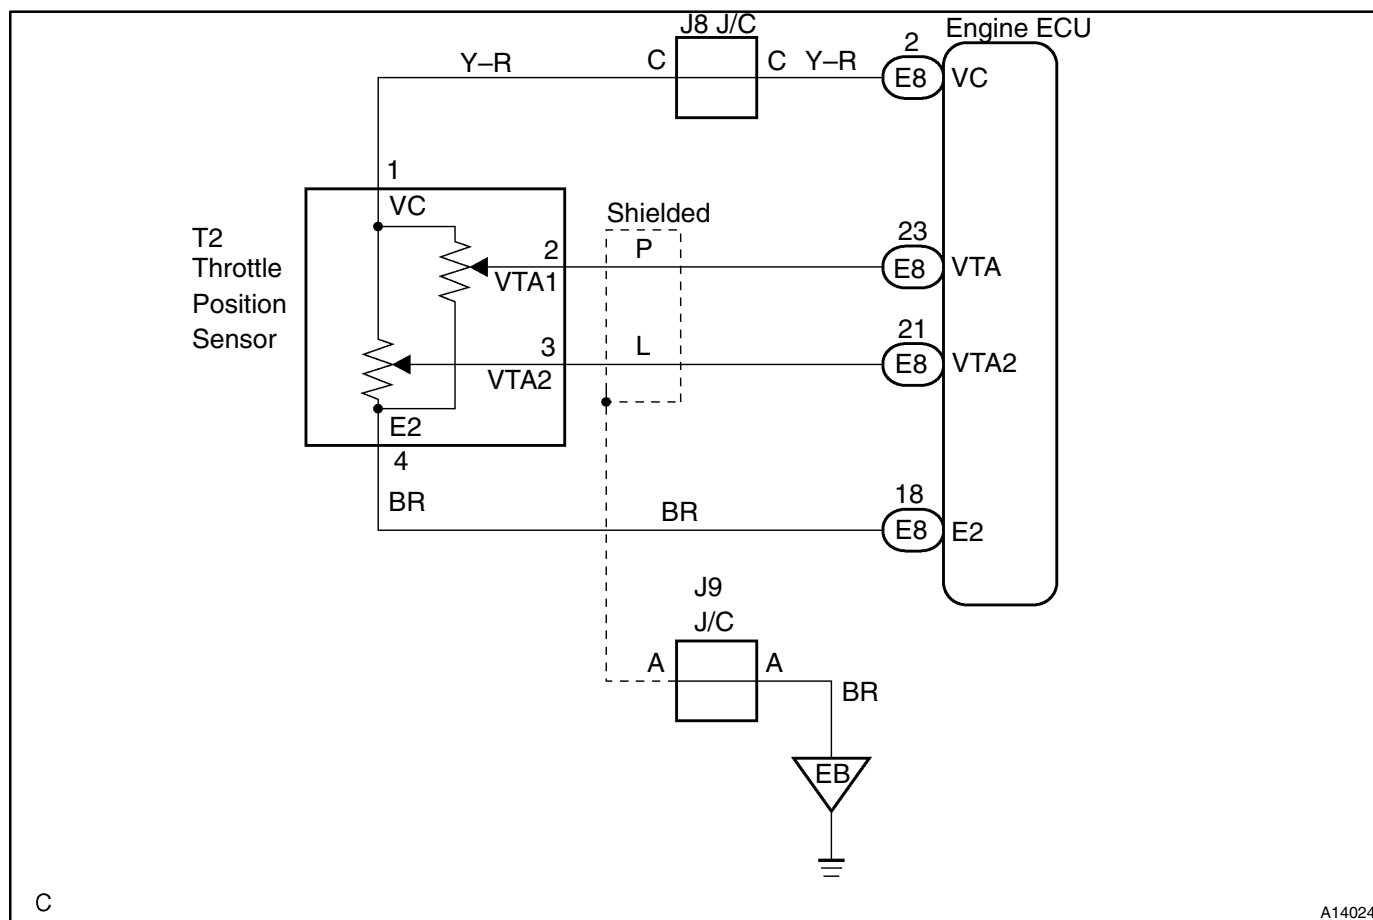 J8 J/C
Engine ECU
Y–R
C
C
Y–R
2
E8
VC
1
VC
T2
Throttle
Position
Sensor
Shielded
2
VTA1
P
23
E8
VTA
3
VTA2
L
21
E8
VTA2
E2
4
BR
BR
18
E8
E2
J9
J/C
A
A
BR
EB
C
A14024